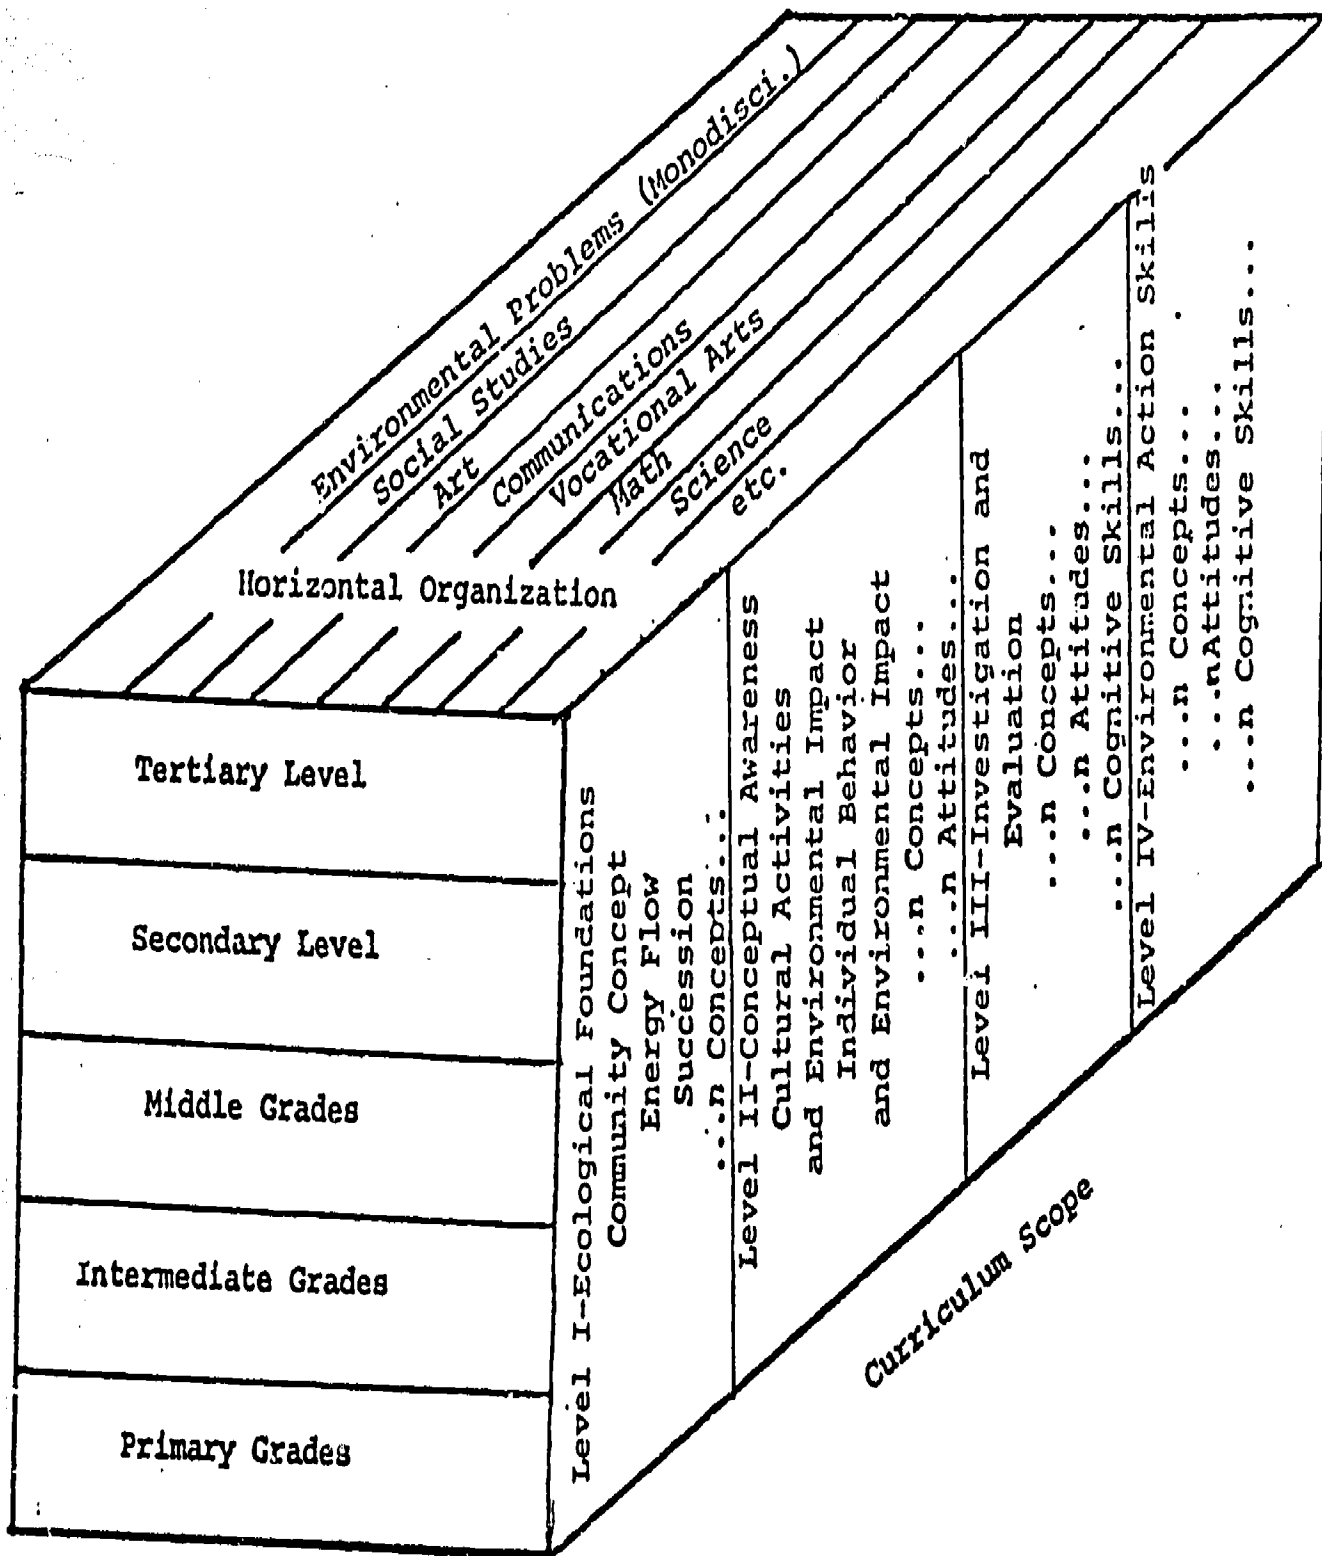 Environmental Problems (Monodisci.)
Social Studies
Art
Communications
Vocational Arts
Math
Science
etc.
Horizontal Organization
Tertiary Level
Secondary Level
Middle Grades
Intermediate Grades
Primary Grades
Level I-Ecological Foundations
Community Concept
Energy Flow
Succession
...n Concepts...
Level II-Conceptual Awareness
Cultural Activities
and Environmental Impact
Individual Behavior
and Environmental Impact
...n Concepts...
...n Attitudes...
Level III-Investigation and
Evaluation
...n Concepts...
...n Attitudes...
...n Cognitive Skills...
Level IV-Environmental Action Skills
...n Concepts...
...nAttitudes...
...n Cognitive Skills...
Curriculum Scope